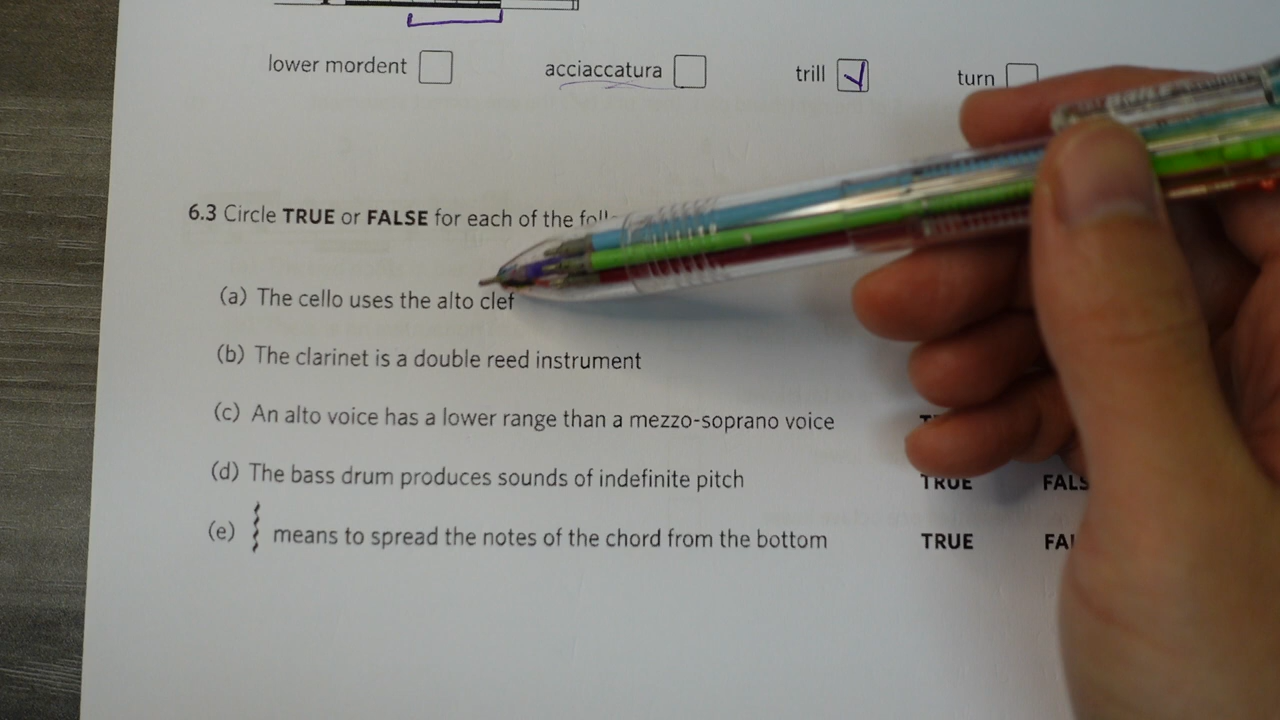 lower mordent acciaccatura trill turn
6.3 Circle TRUE or FALSE for each of the
(a) The cello uses the alto clef
(b) The clarinet is a double reed instrument
(c) An alto voice has a lower range than a mezzo-soprano voice
(d) The bass drum produces sounds of indefinite pitch TRUE
(e) means to spread the notes of the chord from the bottom TRUE